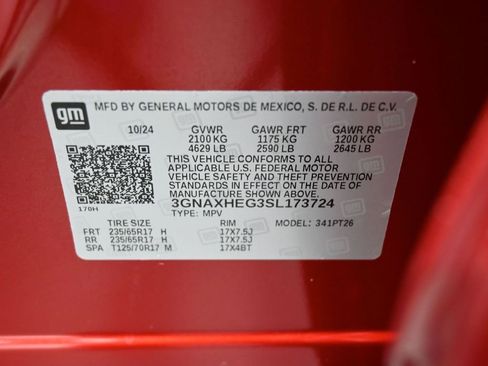 gm MFD BY GENERAL MOTORS DE MEXICO, S. DE R.L. DE C.V.
10/24 GVWR GAWR FRT GAWR RR
2100 KG 1175 KG 1200 KG
4629 LB 2590 LB 2645 LB
THIS VEHICLE CONFORMS TO ALL
APPLICABLE U.S. FEDERAL MOTOR
VEHICLE SAFETY AND THEFT PREVENTION
STANDARDS IN EFFECT ON THE DATE OF
MANUFACTURE SHOWN ABOVE.
3GNAXHEG3SL173724
170H TYPE: MPV
TIRE SIZE RIM MODEL: 341PT26
FRT 235/65R17 H 17X7.5J
RR 235/65R17 H 17X7.5J
SPA T125/70R17 M 17X4BT